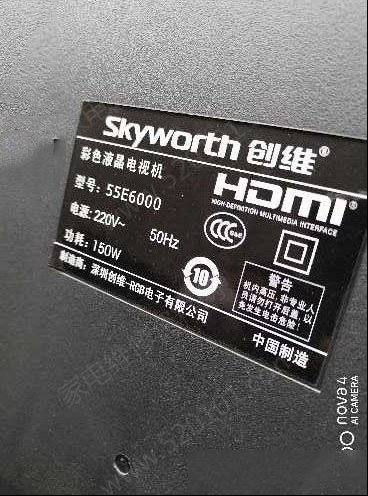 Skyworth 创维®
彩色液晶电视机
型号: 55E6000
HDMI®
HIGH-DEFINITION MULTIMEDIA INTERFACE
电源: 220V~ 50Hz
功耗: 150W
CCC
10
警告
机内高压, 非专业人
员请勿打开后盖, 以
免发生电击危险!
制造商: 深圳创维-RGB电子有限公司
中国制造
nova 4
AI CAMERA